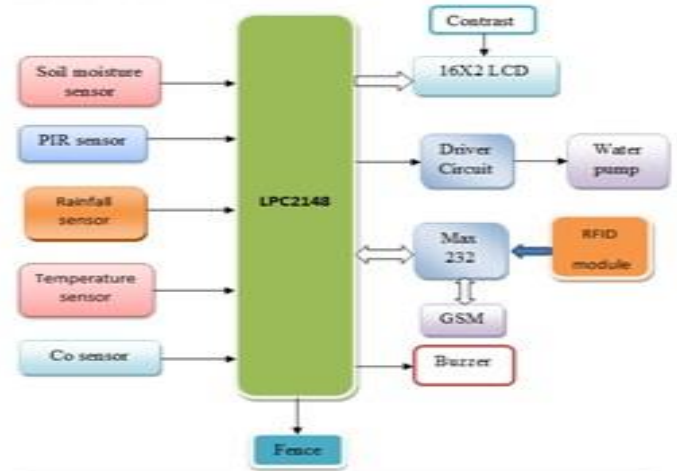 Contrast
Soil moisture
sensor
16X2 LCD
PIR sensor
Driver
Circuit
Water
pump
Rainfall
sensor
LPC2148
Max
232
RFID
module
Temperature
sensor
GSM
Co sensor
Buzzer
Fence